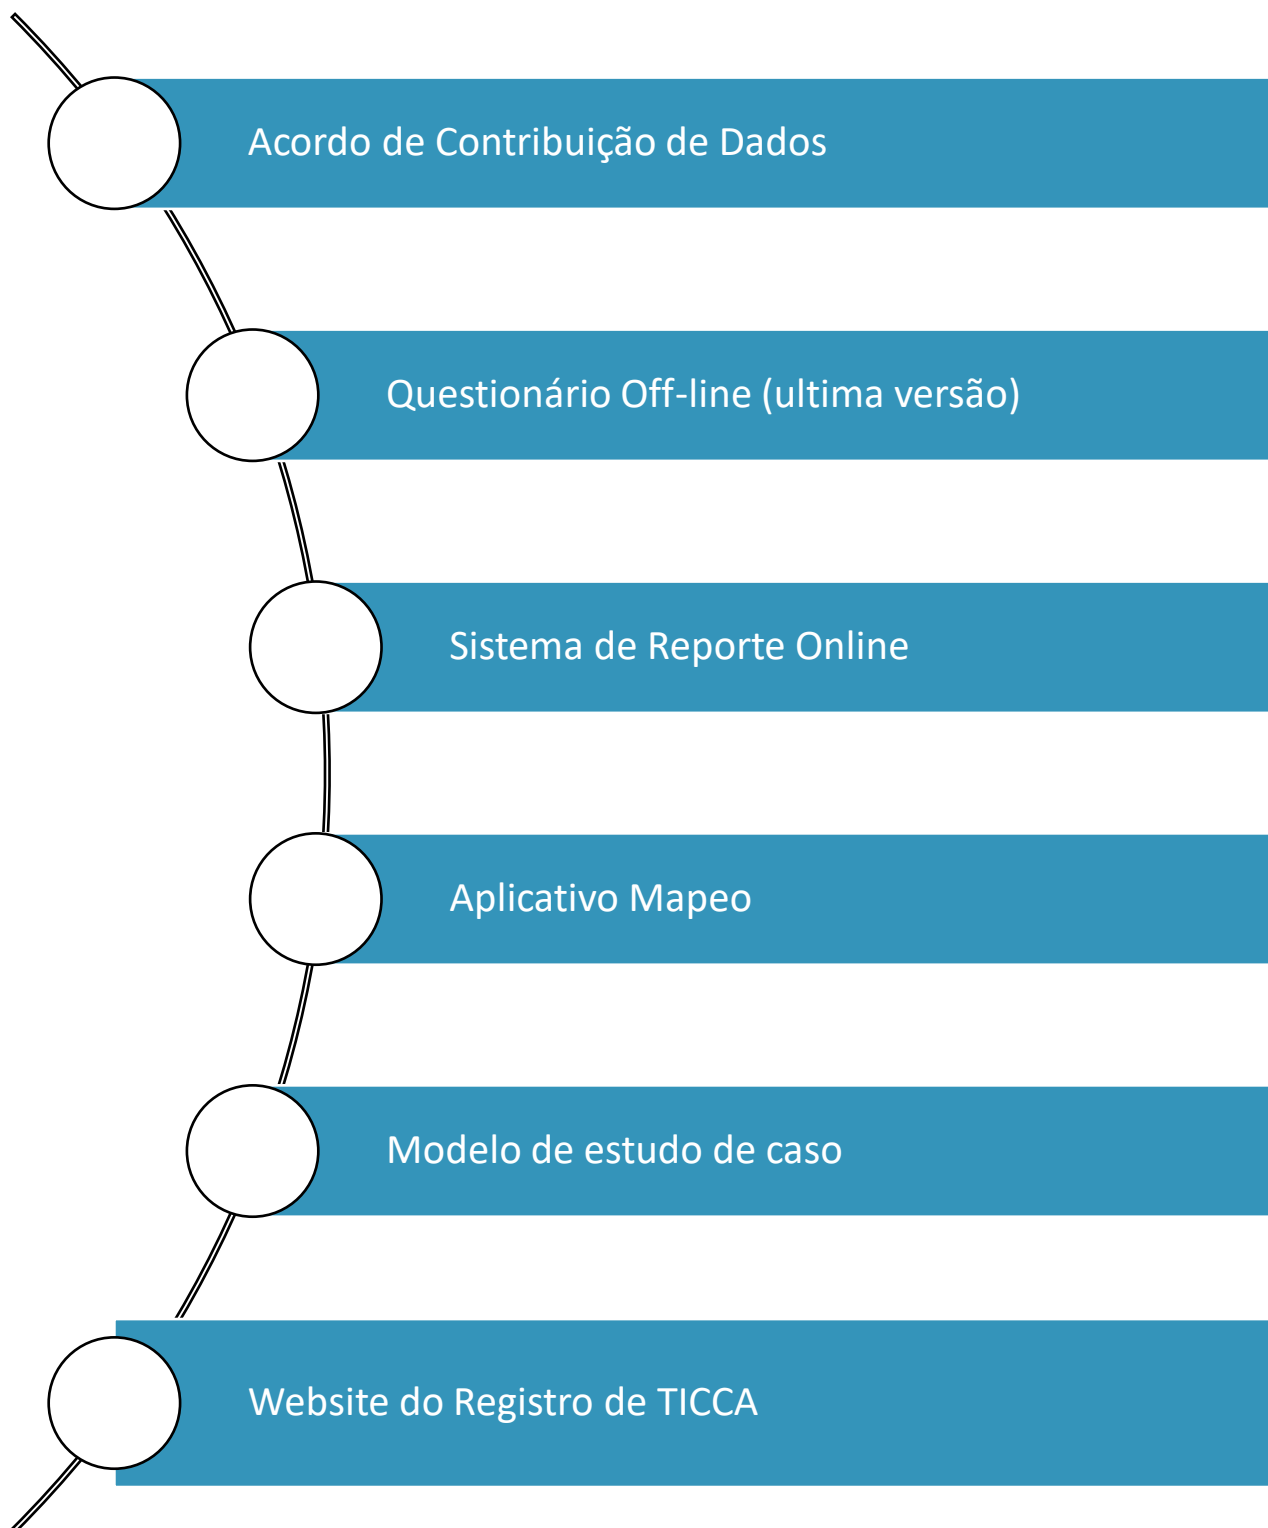 Acordo de Contribuição de Dados
Questionário Off-line (ultima versão)
Sistema de Reporte Online
Aplicativo Mapeo
Modelo de estudo de caso
Website do Registro de TICCA